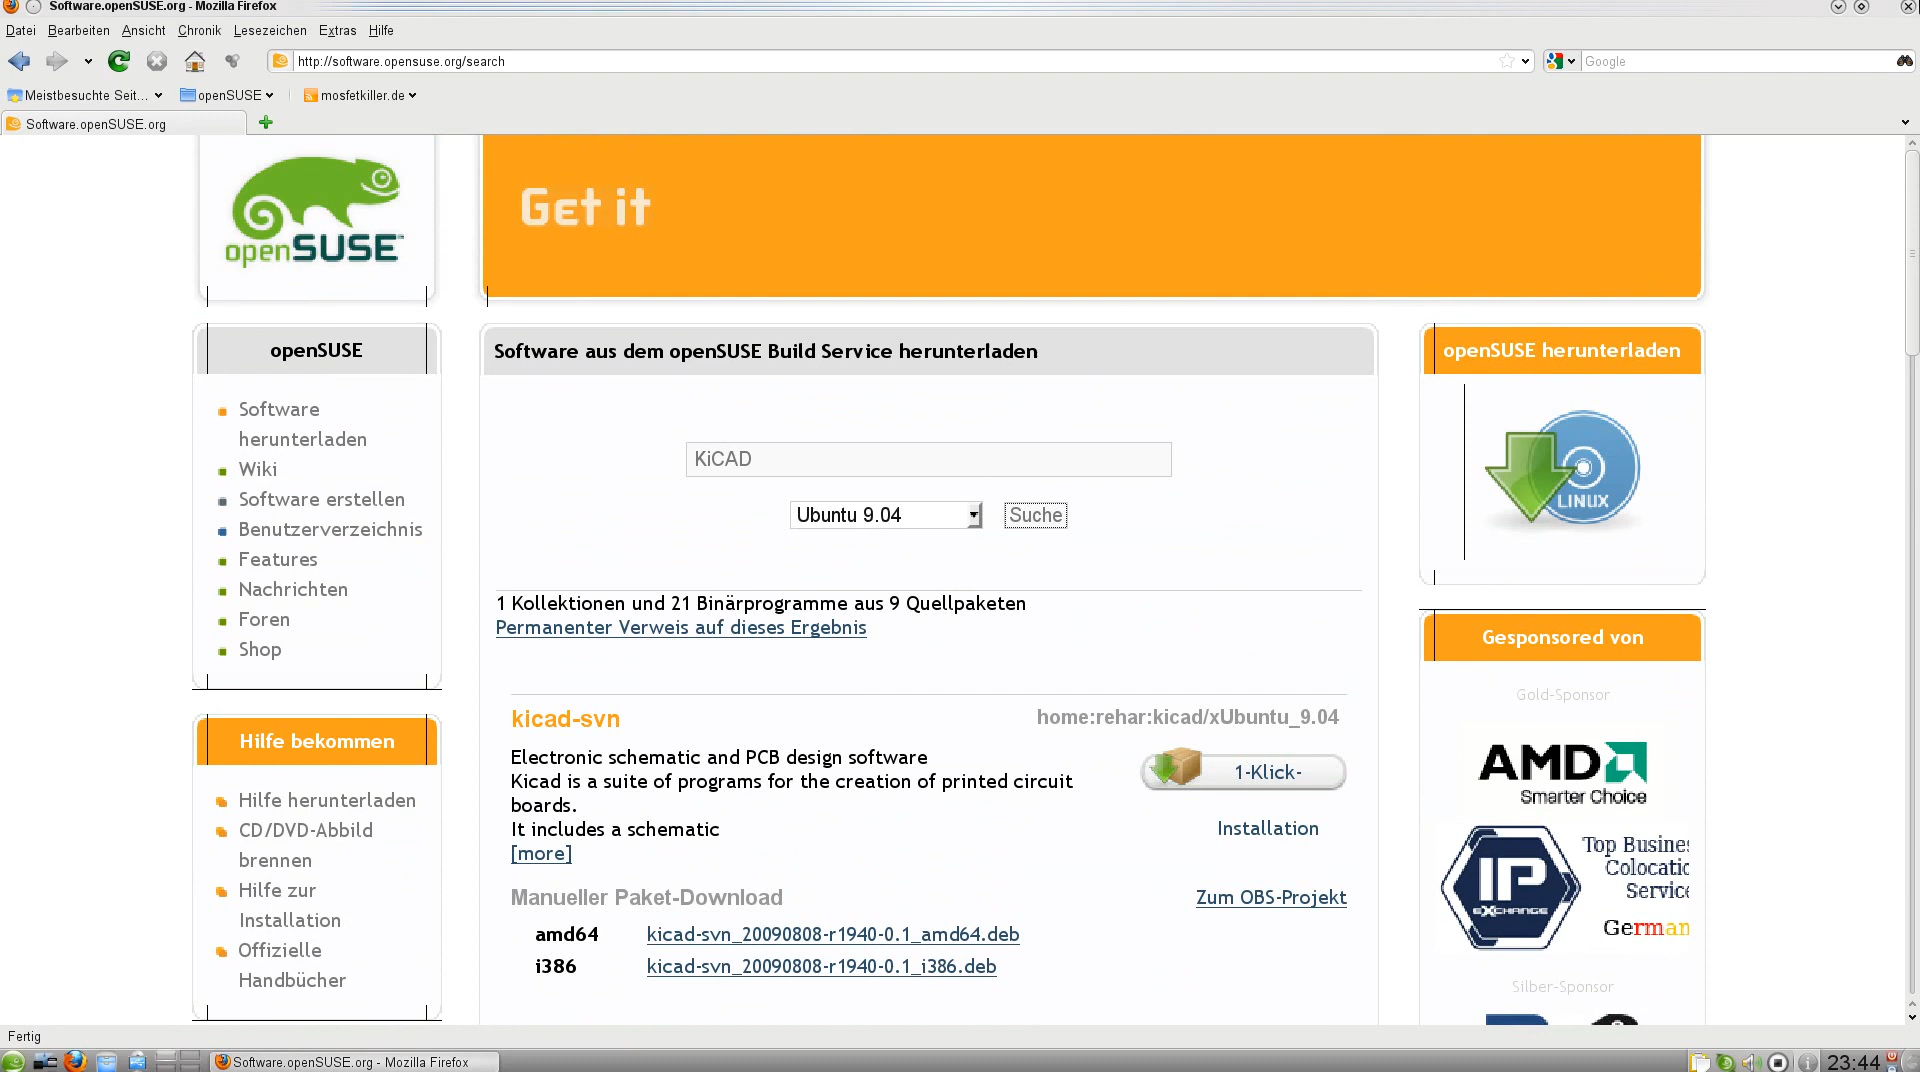 Software.openSUSE.org - Mozilla Firefox
Datei Bearbeiten Ansicht Chronik Lesezeichen Extras Hilfe
http://software.opensuse.org/search
Google
Meistbesuchte Seit... openSUSE mosfetkiller.de
Software.openSUSE.org
openSUSE
Get it
openSUSE
Software herunterladen
Wiki
Software erstellen
Benutzerverzeichnis
Features
Nachrichten
Foren
Shop
Hilfe bekommen
Hilfe herunterladen
CD/DVD-Abbild
brennen
Hilfe zur
Installation
Offizielle
Handbücher
Software aus dem openSUSE Build Service herunterladen
KiCAD
Ubuntu 9.04 Suche
1 Kollektionen und 21 Binärprogramme aus 9 Quellpaketen
Permanenter Verweis auf dieses Ergebnis
kicad-svn home:rehar:kicad/xUbuntu_9.04
Electronic schematic and PCB design software
Kicad is a suite of programs for the creation of printed circuit
boards.
It includes a schematic
[more]
1-Klick-
Installation
Manueller Paket-Download Zum OBS-Projekt
amd64 kicad-svn_20090808-r1940-0.1_amd64.deb
i386 kicad-svn_20090808-r1940-0.1_i386.deb
openSUSE herunterladen
LINUX
Gesponsored von
Gold-Sponsor
AMD
Smarter Choice
IP
eXchange
Top Busines
Colocatio
Service
German
Silber-Sponsor
Fertig
Software.openSUSE.org - Mozilla Firefox
23:44